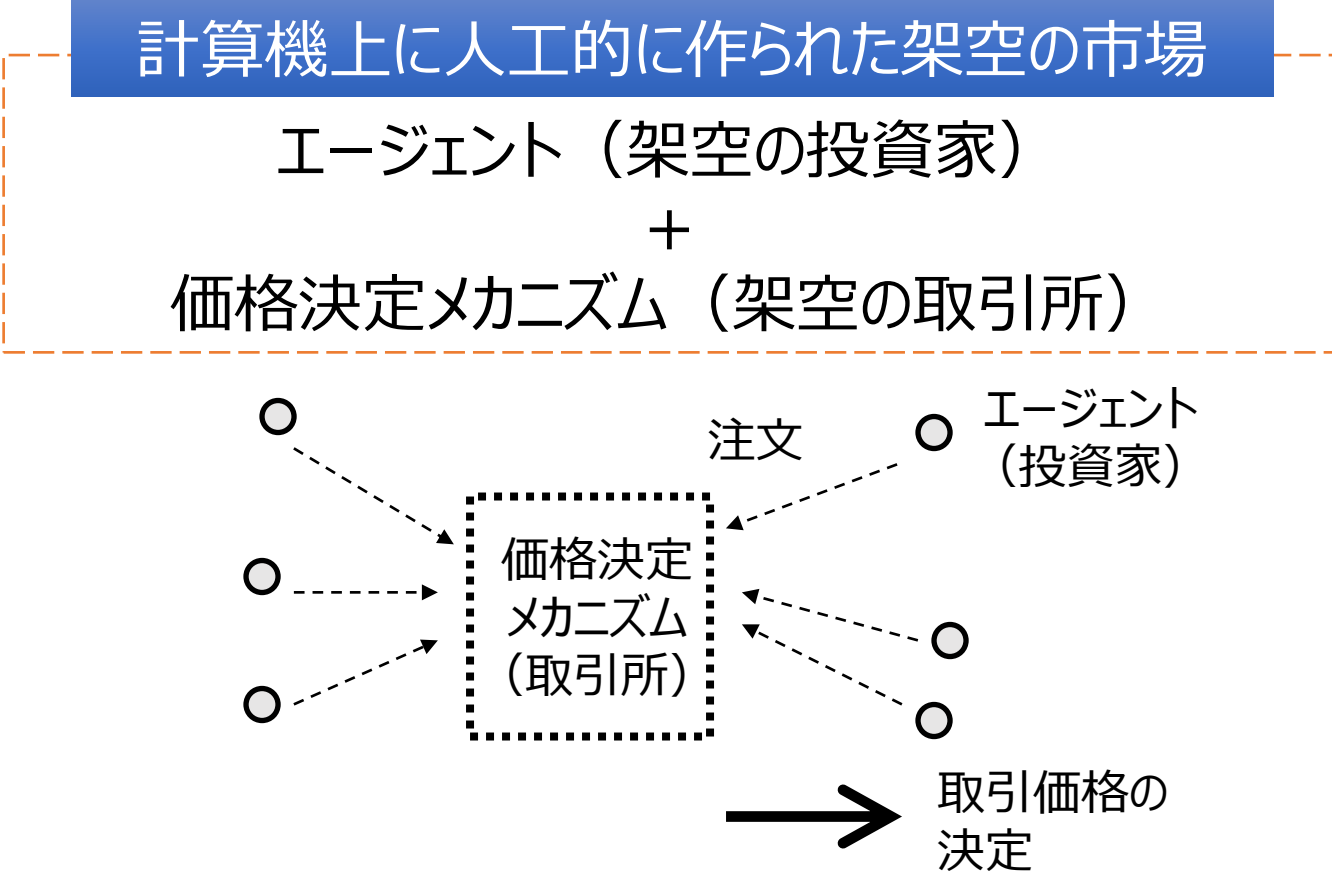 計算機上に人工的に作られた架空の市場
エージェント（架空の投資家）
＋
価格決定メカニズム（架空の取引所）
エージェント
（投資家）
注文
価格決定
メカニズム
（取引所）
取引価格の
決定